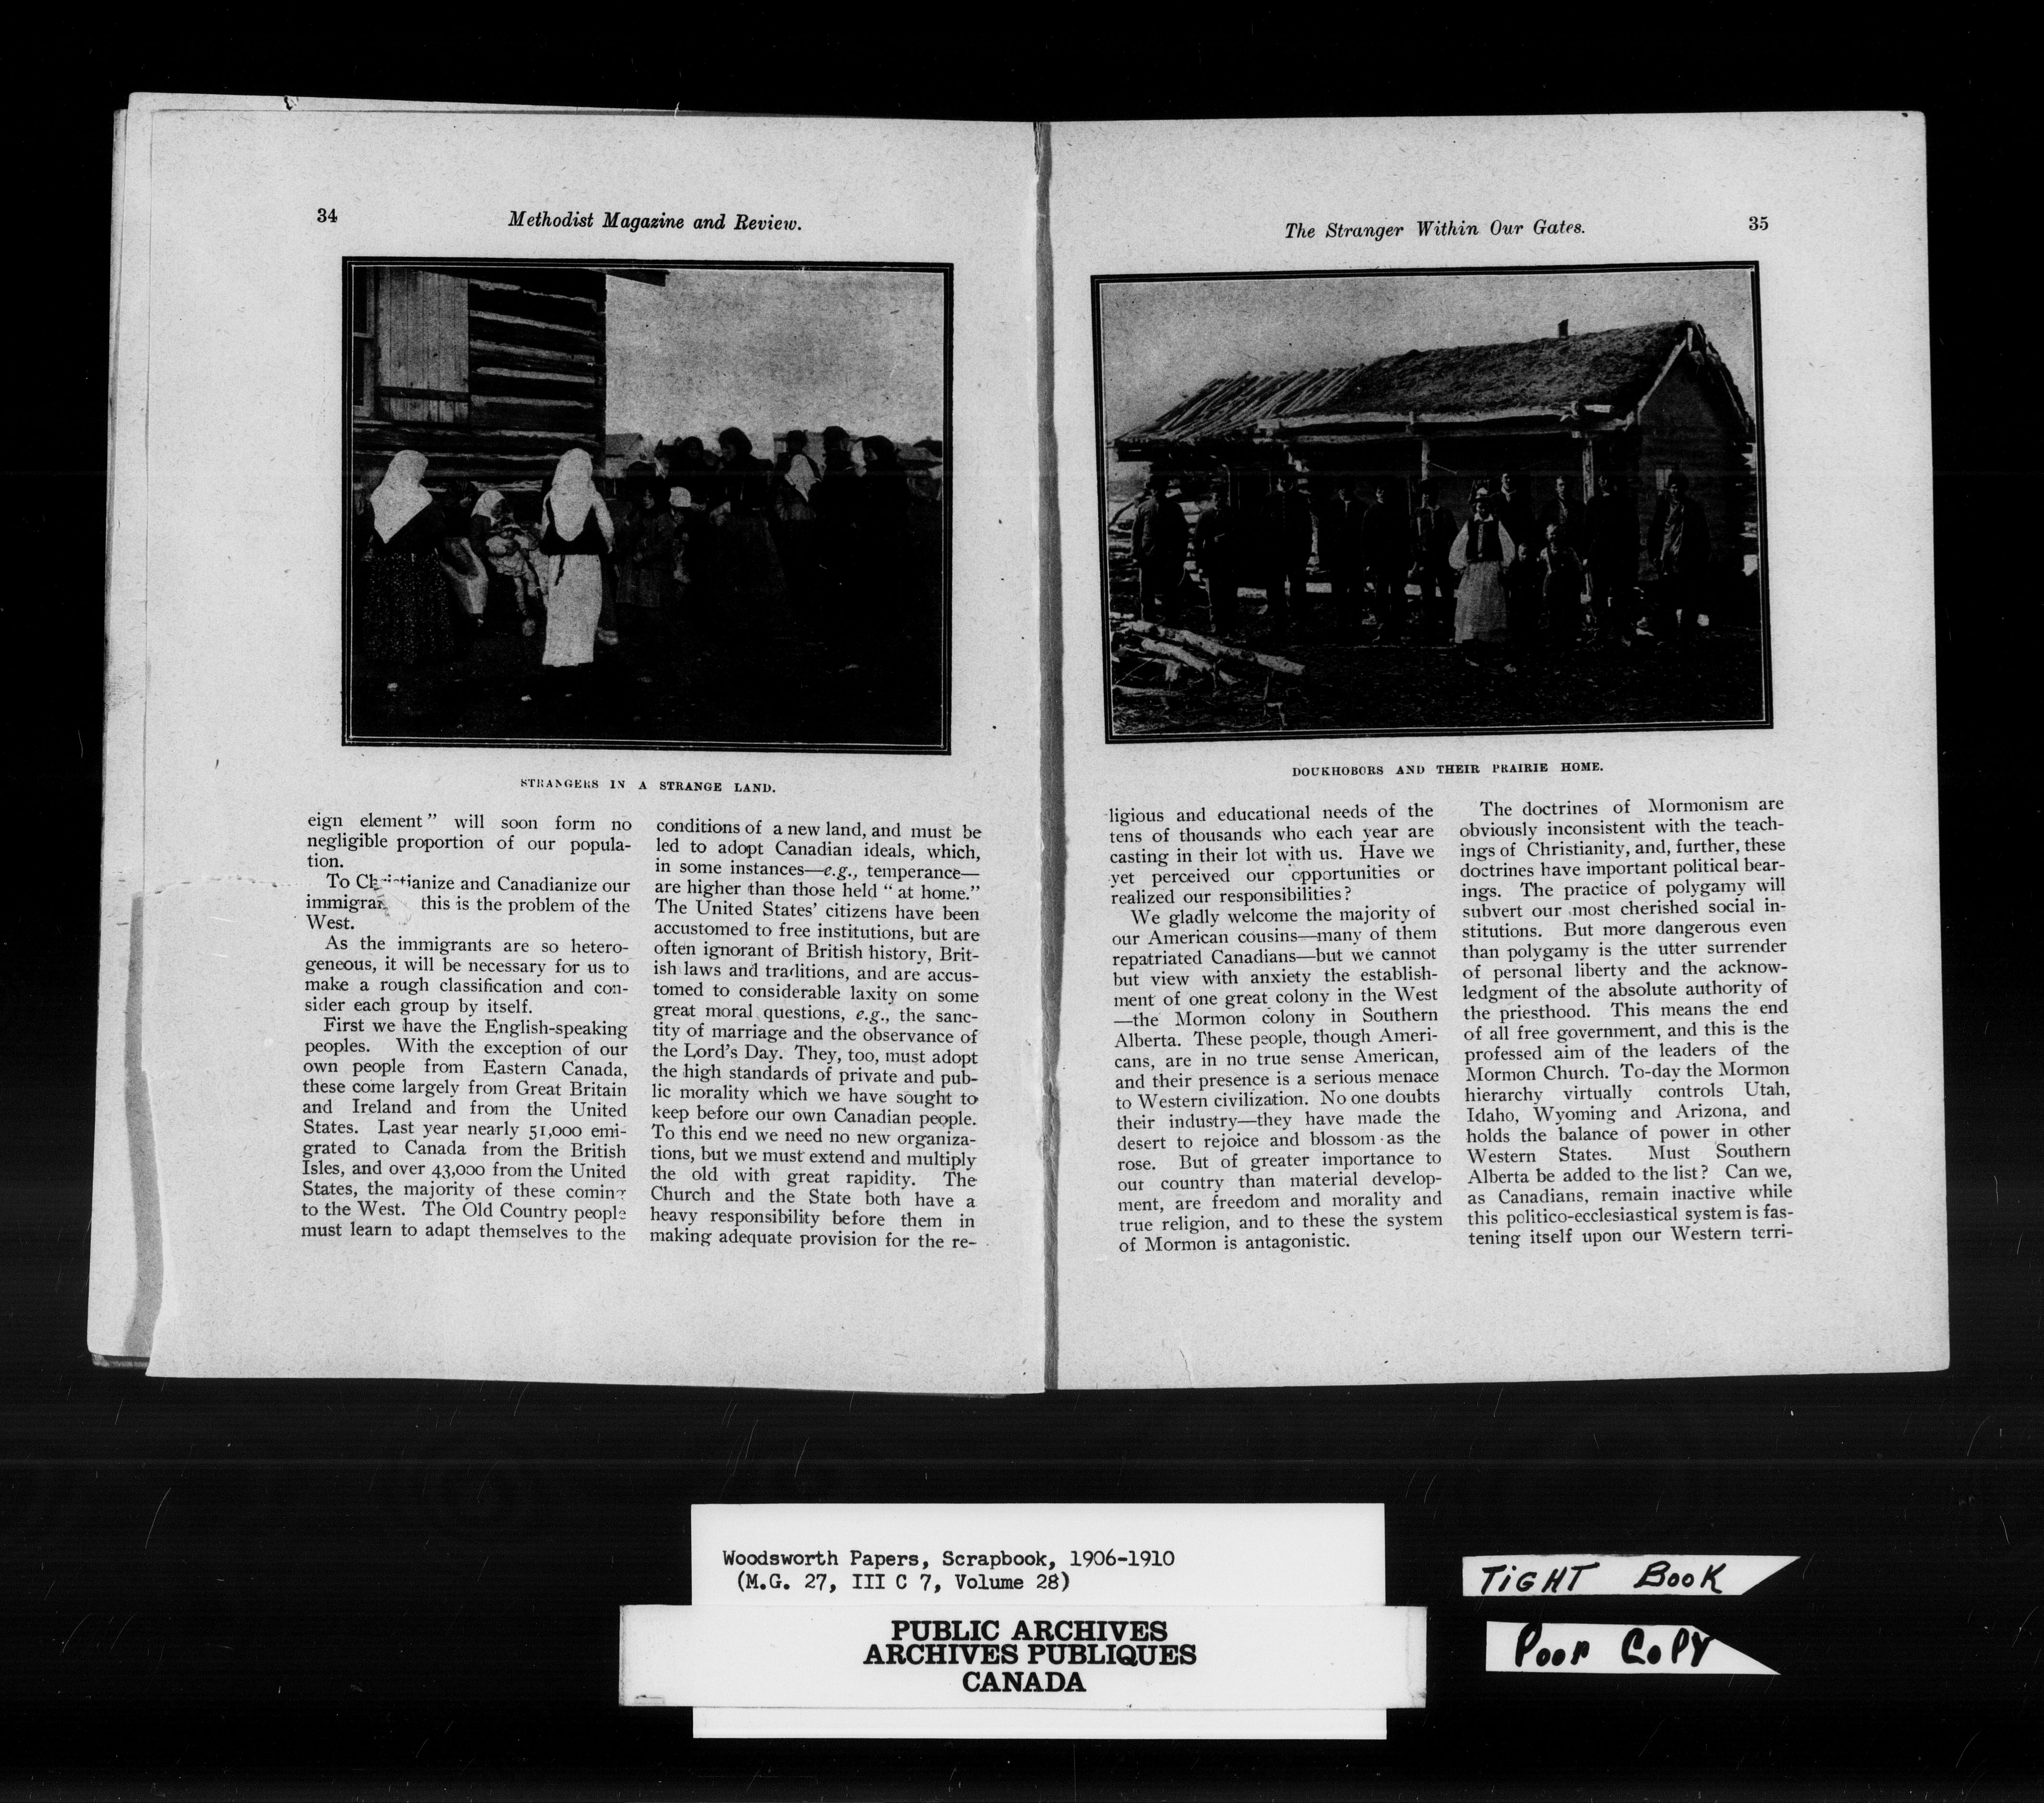 34
Methodist Magazine and Review.
STRANGERS IN A STRANGE LAND.
eign element" will soon form no
negligible proportion of our popula-
tion.
To Christianize and Canadianize our
this is the problem of the
West.
As the immigrants are so hetero-
geneous, it will be necessary for us to
make a rough classification and con-
sider each group by itself.
First we have the English-speaking
peoples. With the exception of our
own people from Eastern Canada,
these come largely from Great Britain
and Ireland and from the United
States. Last year nearly 51,000 emi-
grated to Canada from the British
Isles, and over 43,000 from the United
States, the majority of these coming
to the West. The Old Country people
must learn to adapt themselves to the
conditions of a new land, and must be
led to adopt Canadian ideals, which,
in some instances—e.g., temperance—
are higher than those held "at home."
The United States' citizens have been
accustomed to free institutions, but are
often ignorant of British history, Brit-
ish laws and traditions, and are accus-
tomed to considerable laxity on some
great moral questions, e.g., the sanc-
tity of marriage and the observance of
the Lord's Day. They, too, must adopt
the high standards of private and pub-
lic morality which we have sought to
keep before our own Canadian people.
To this end we need no new organiza-
tions, but we must extend and multiply
the old with great rapidity. The
Church and the State both have a
heavy responsibility before them in
making adequate provision for the re-
The Stranger Within Our Gates.
35
DOUKHOBORS AND THEIR PRAIRIE HOME.
ligious and educational needs of the
tens of thousands who each year are
casting in their lot with us. Have we
yet perceived our opportunities or
realized our responsibilities?
We gladly welcome the majority of
our American cousins—many of them
repatriated Canadians—but we cannot
but view with anxiety the establish-
ment of one great colony in the West
—the Mormon colony in Southern
Alberta. These people, though Ameri-
cans, are in no true sense American,
and their presence is a serious menace
to Western civilization. No one doubts
their industry—they have made the
desert to rejoice and blossom as the
rose. But of greater importance to
our country than material develop-
ment, are freedom and morality and
true religion, and to these the system
of Mormon is antagonistic.
The doctrines of Mormonism are
obviously inconsistent with the teach-
ings of Christianity, and, further, these
doctrines have important political bear-
ings. The practice of polygamy will
subvert our most cherished social in-
stitutions. But more dangerous even
than polygamy is the utter surrender
of personal liberty and the acknow-
ledgment of the absolute authority of
the priesthood. This means the end
of all free government, and this is the
professed aim of the leaders of the
Mormon Church. To-day the Mormon
hierarchy virtually controls Utah,
Idaho, Wyoming and Arizona, and
holds the balance of power in other
Western States. Must Southern
Alberta be added to the list? Can we,
as Canadians, remain inactive while
this politico-ecclesiastical system is fas-
tening itself upon our Western terri-
Woodsworth Papers, Scrapbook, 1906-1910
(M.G. 27, III C 7, Volume 28)
PUBLIC ARCHIVES
ARCHIVES PUBLIQUES
CANADA
TIGHT BOOK
POOR COPY